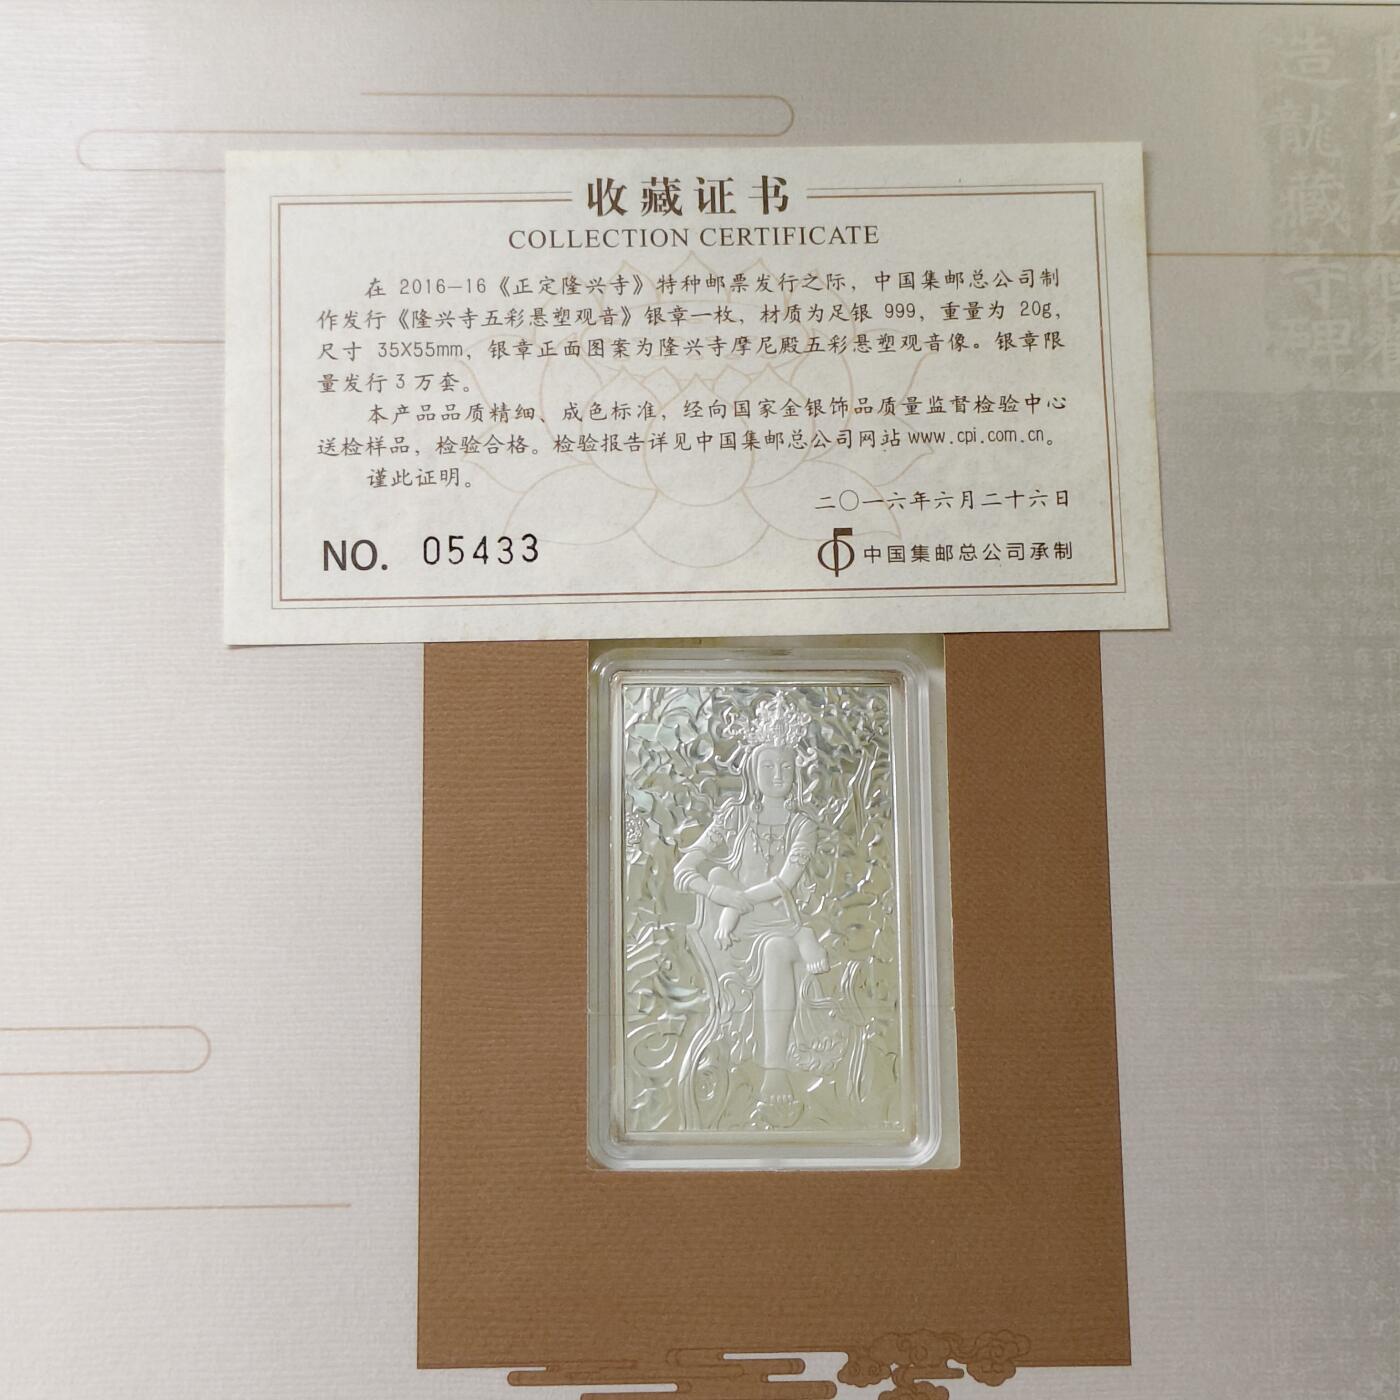 收藏证书
COLLECTION CERTIFICATE
在 2016-16《正定隆兴寺》特种邮票发行之际，中国集邮总公司制
作发行《隆兴寺五彩悬塑观音》银章一枚，材质为足银 999，重量为 20g，
尺寸 35X55mm，银章正面图案为隆兴寺摩尼殿五彩悬塑观音像。银章限
量发行 3 万套。
本产品品质精细、成色标准，经向国家金银饰品质量监督检验中心
送检样品，检验合格。检验报告详见中国集邮总公司网站 www.cpi.com.cn。
谨此证明。
二〇一六年六月二十六日
NO. 05433
中国集邮总公司承制
造龍藏寺碑